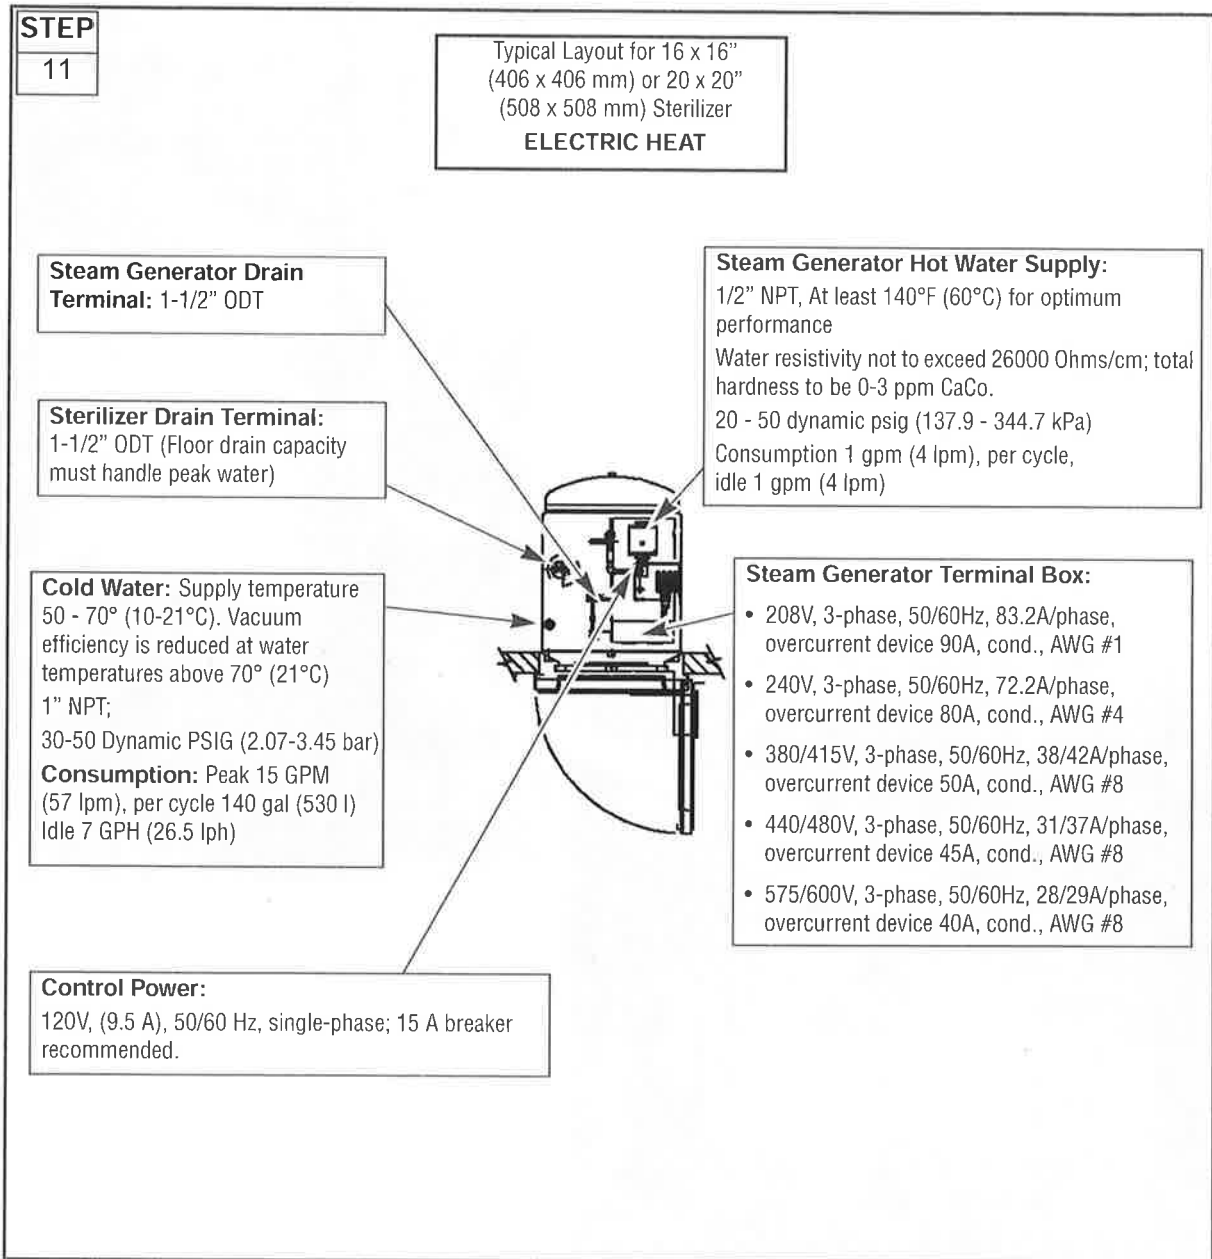 STEP
11
Typical Layout for 16 x 16"
(406 x 406 mm) or 20 x 20"
(508 x 508 mm) Sterilizer
ELECTRIC HEAT
Steam Generator Drain
Terminal: 1-1/2" ODT
Sterilizer Drain Terminal:
1-1/2" ODT (Floor drain capacity
must handle peak water)
Cold Water: Supply temperature
50 - 70° (10-21°C). Vacuum
efficiency is reduced at water
temperatures above 70° (21°C)
1" NPT;
30-50 Dynamic PSIG (2.07-3.45 bar)
Consumption: Peak 15 GPM
(57 lpm), per cycle 140 gal (530 l)
Idle 7 GPH (26.5 lph)
Control Power:
120V, (9.5 A), 50/60 Hz, single-phase; 15 A breaker
recommended.
Steam Generator Hot Water Supply:
1/2" NPT, At least 140°F (60°C) for optimum
performance
Water resistivity not to exceed 26000 Ohms/cm; total
hardness to be 0-3 ppm CaCo.
20 - 50 dynamic psig (137.9 - 344.7 kPa)
Consumption 1 gpm (4 lpm), per cycle,
idle 1 gpm (4 lpm)
Steam Generator Terminal Box:
• 208V, 3-phase, 50/60Hz, 83.2A/phase,
overcurrent device 90A, cond., AWG #1
• 240V, 3-phase, 50/60Hz, 72.2A/phase,
overcurrent device 80A, cond., AWG #4
• 380/415V, 3-phase, 50/60Hz, 38/42A/phase,
overcurrent device 50A, cond., AWG #8
• 440/480V, 3-phase, 50/60Hz, 31/37A/phase,
overcurrent device 45A, cond., AWG #8
• 575/600V, 3-phase, 50/60Hz, 28/29A/phase,
overcurrent device 40A, cond., AWG #8